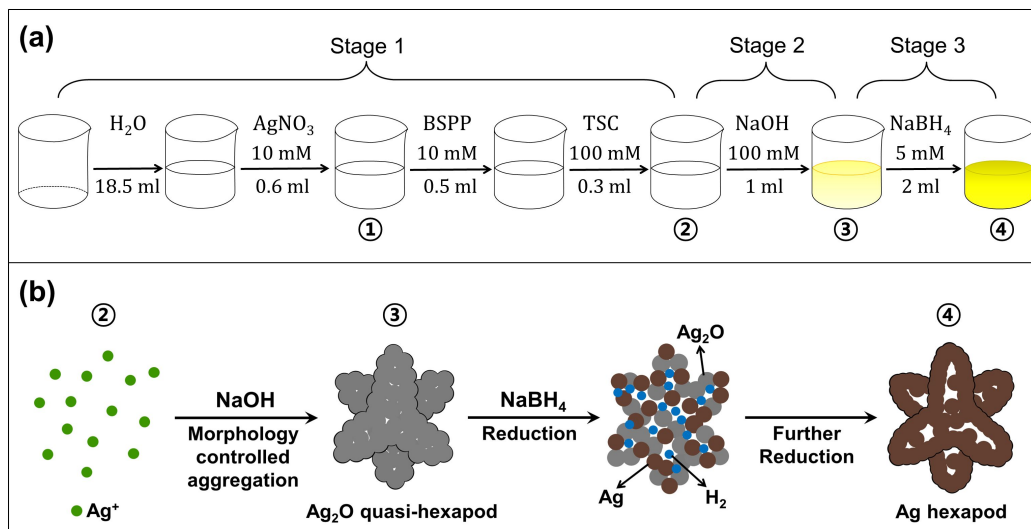 (a)
Stage 1
Stage 2
Stage 3
H₂O
18.5 ml
AgNO₃
10 mM
0.6 ml
BSPP
10 mM
0.5 ml
TSC
100 mM
0.3 ml
NaOH
100 mM
1 ml
NaBH₄
5 mM
2 ml
①
②
③
④
(b)
②
③
④
Ag₂O
NaOH
Morphology
controlled
aggregation
NaBH₄
Reduction
Further
Reduction
Ag⁺
Ag₂O quasi-hexapod
Ag
H₂
Ag hexapod